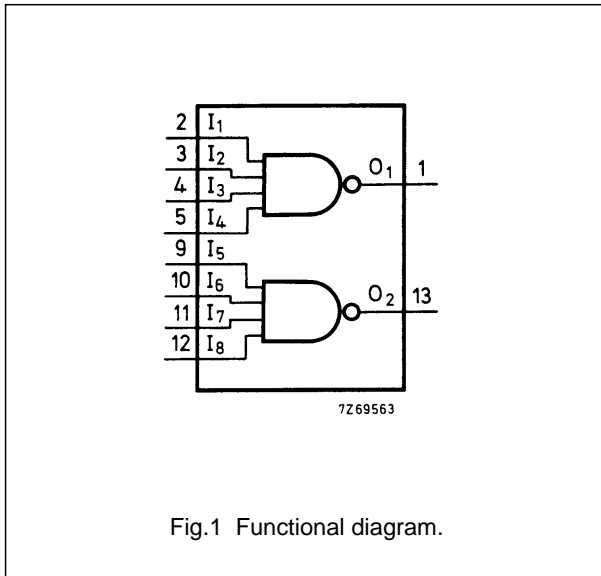 2 I1
3 I2
4 I3
5 I4
O1 1
9 I5
10 I6
11 I7
12 I8
O2 13
7Z69563
Fig.1 Functional diagram.